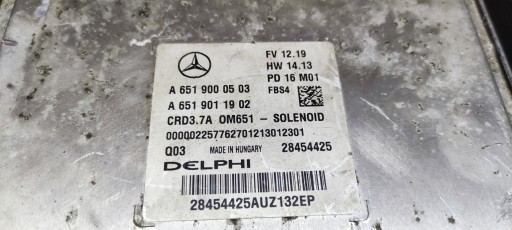 FV 12.19
HW 14.13
PD 16 M01
A 651 900 05 03
FBS4
A 651 901 19 02
CRD3.7A OM651 - SOLENOID
000002257762701213012301
Q03 MADE IN HUNGARY 28454425
DELPHI
28454425AUZ132EP